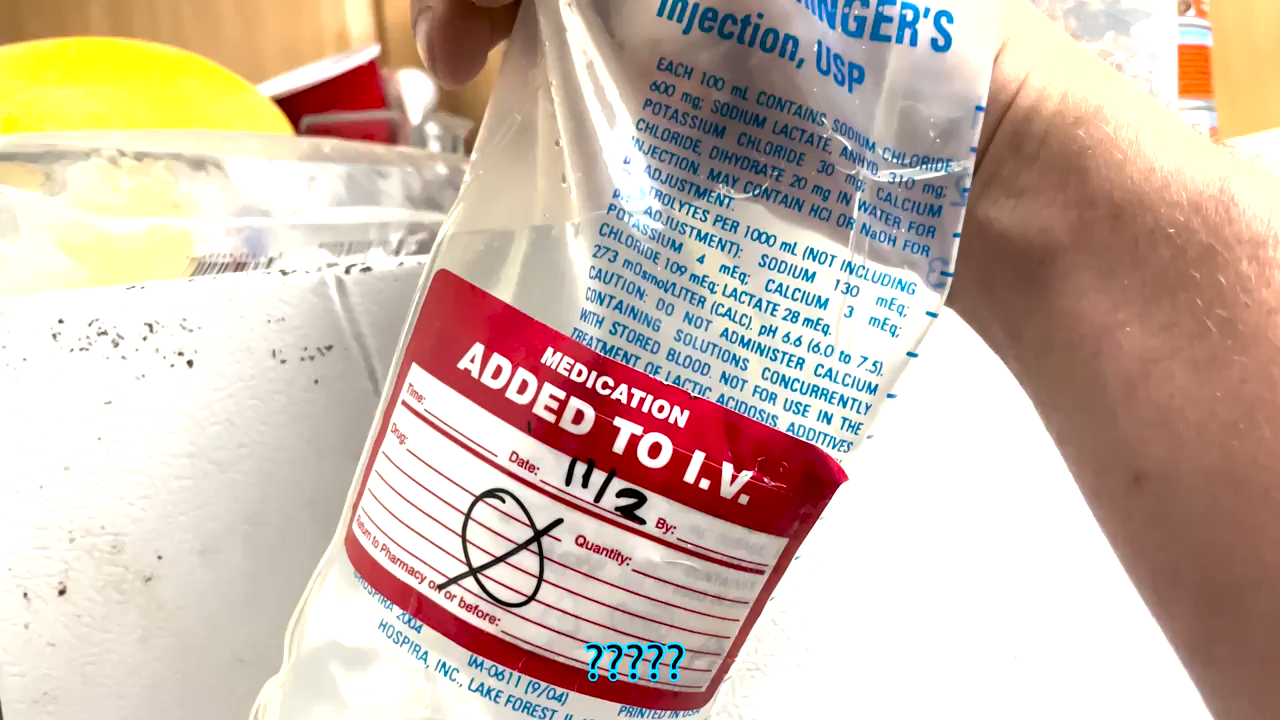 INGER'S
Injection, USP
EACH 100 mL CONTAINS SODIUM CHLORIDE
600 mg; SODIUM LACTATE, ANHYD. 310 mg;
POTASSIUM CHLORIDE 30 mg; CALCIUM
CHLORIDE, DIHYDRATE 20 mg IN WATER FOR
INJECTION. MAY CONTAIN HCl OR NaOH FOR
ADJUSTMENT.
TROLYTES PER 1000 mL (NOT INCLUDING
ADJUSTMENT): SODIUM 130 mEq;
POTASSIUM 4 mEq; CALCIUM 3 mEq;
CHLORIDE 109 mEq; LACTATE 28 mEq.
273 mOsmol/LITER (CALC). pH 6.6 (6.0 to 7.5).
CAUTION: DO NOT ADMINISTER CALCIUM
CONTAINING SOLUTIONS CONCURRENTLY
WITH STORED BLOOD. NOT FOR USE IN THE
TREATMENT OF LACTIC ACIDOSIS. ADDITIVES
MEDICATION
ADDED TO I.V.
Time:
Date: 11/2 By:
Drug:
Quantity:
Return to Pharmacy on or before:
©HOSPIRA 2004
IM-0611 (9/04)
PRINTED IN USA
HOSPIRA, INC., LAKE FOREST, IL
?????